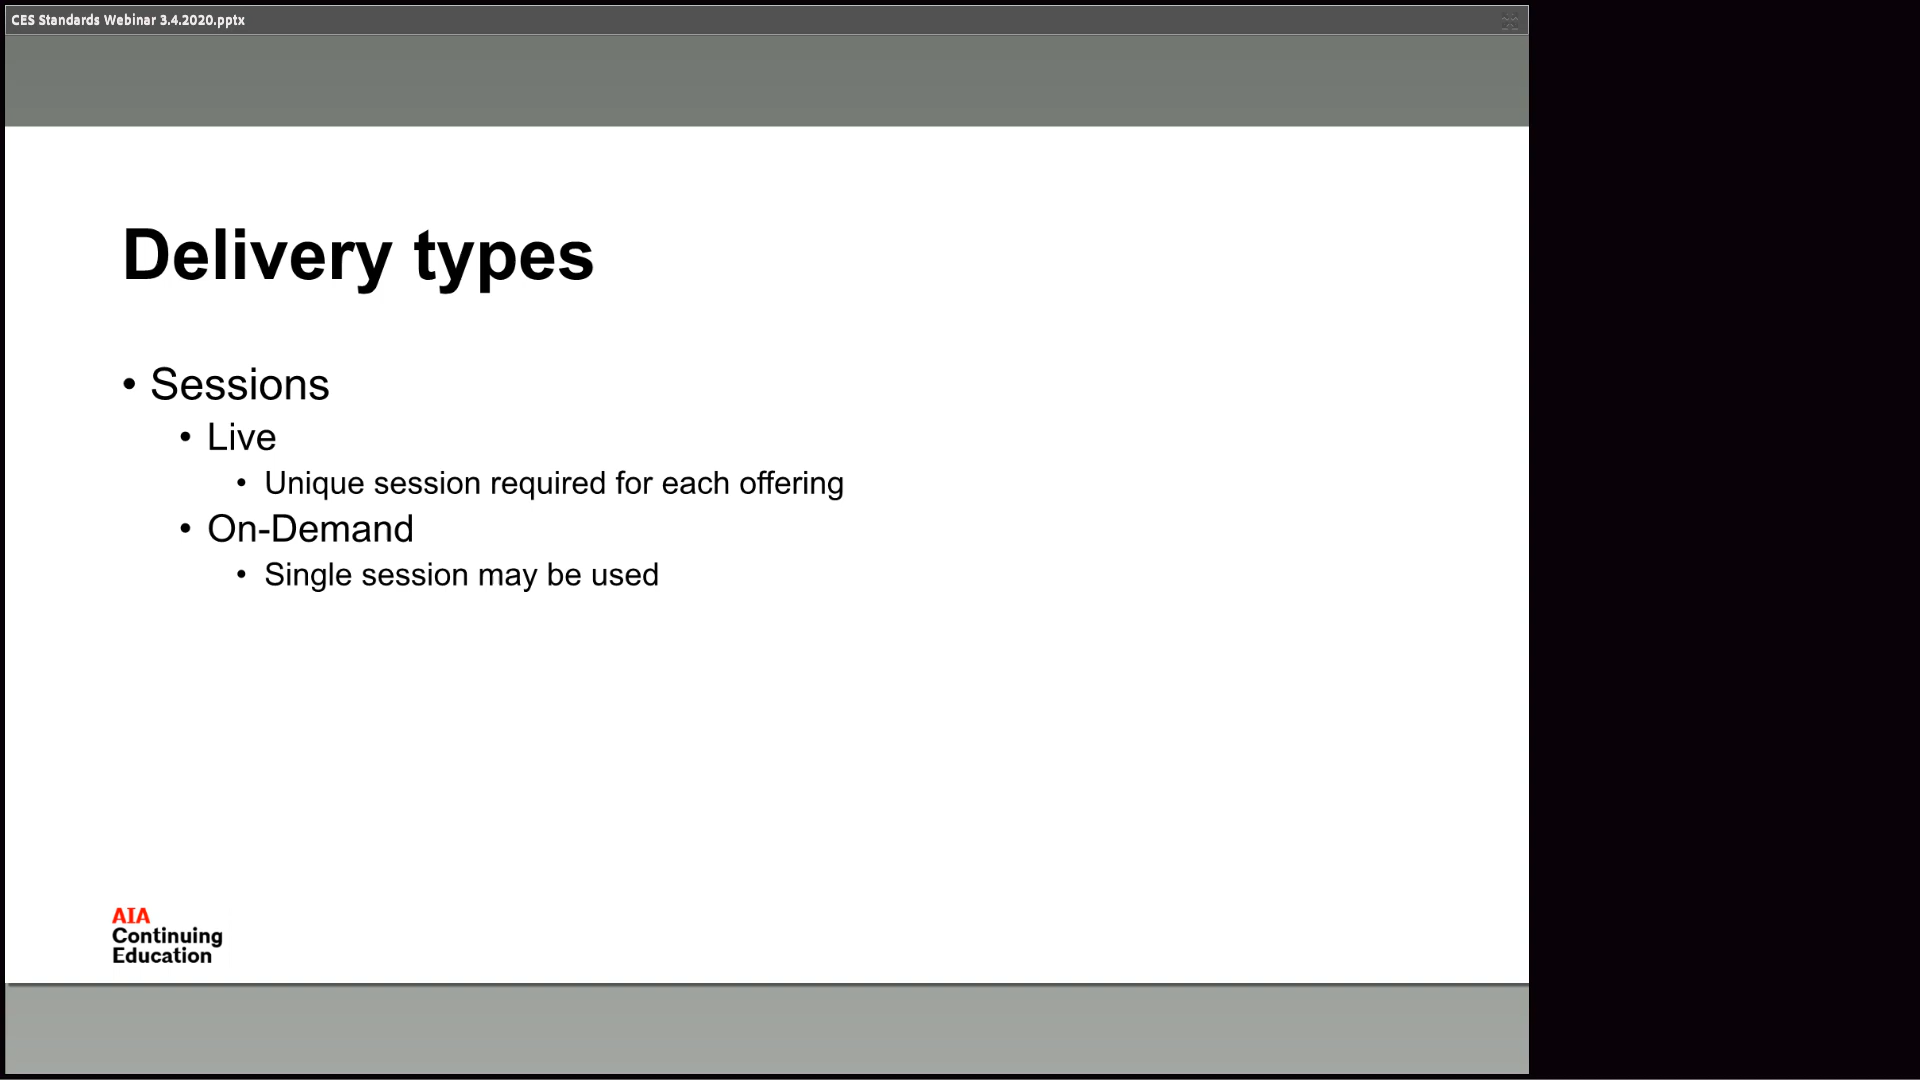 CES Standards Webinar 3.4.2020.pptx
Delivery types
• Sessions
• Live
• Unique session required for each offering
• On-Demand
• Single session may be used
AIA
Continuing
Education